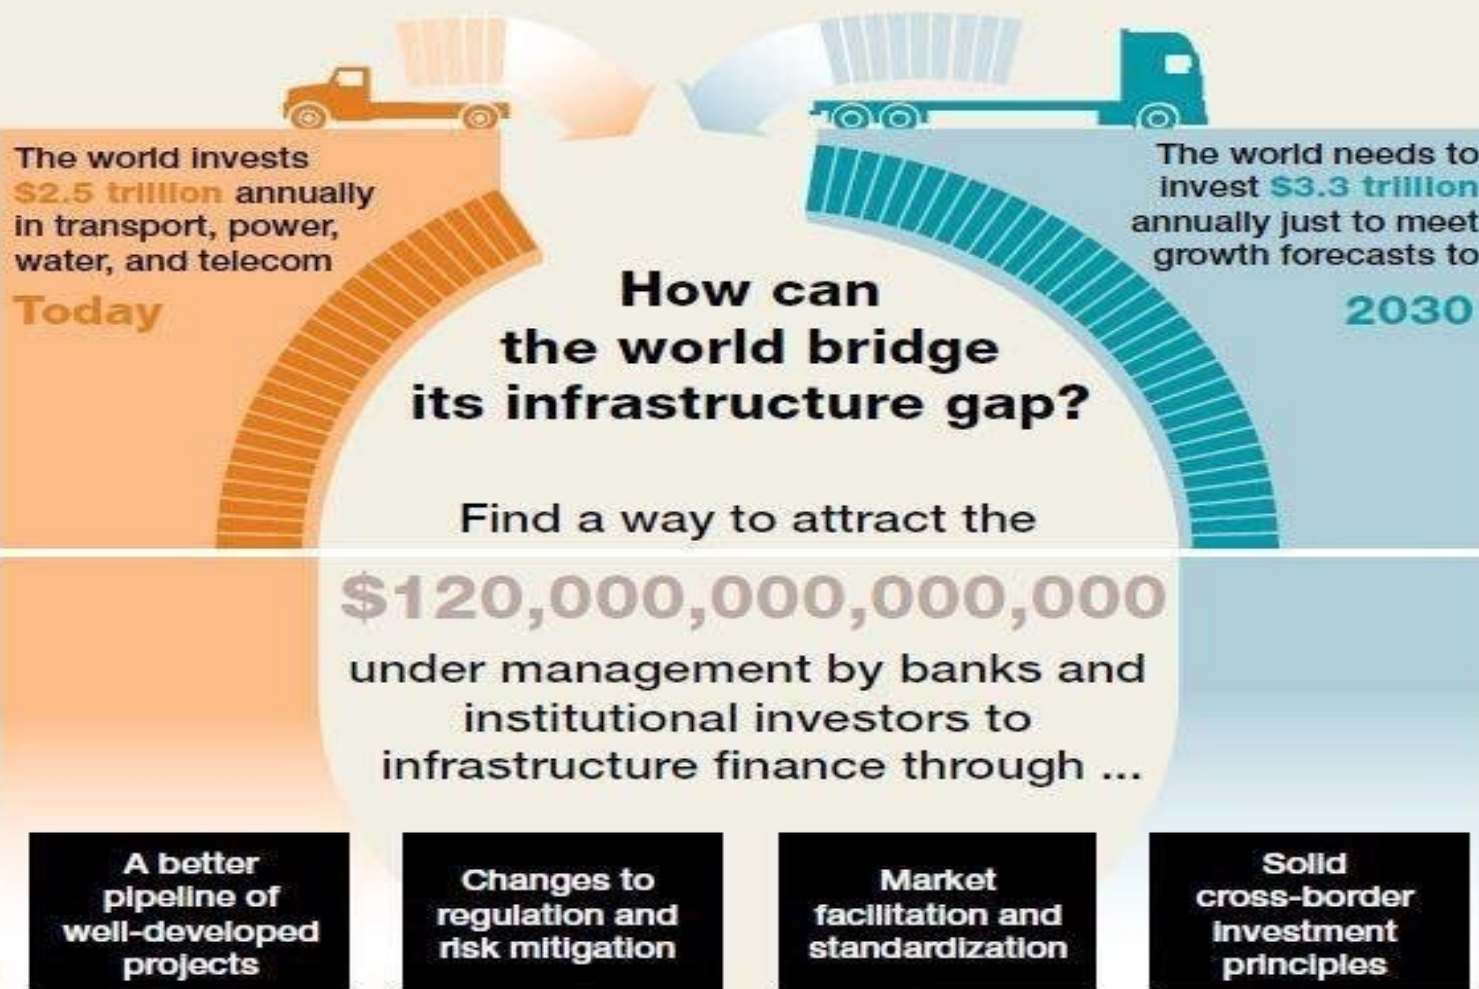 The world invests
$2.5 trillion annually
in transport, power,
water, and telecom
Today
The world needs to
invest $3.3 trillion
annually just to meet
growth forecasts to
2030
How can
the world bridge
its infrastructure gap?
Find a way to attract the
$120,000,000,000,000
under management by banks and
institutional investors to
infrastructure finance through ...
A better
pipeline of
well-developed
projects
Changes to
regulation and
risk mitigation
Market
facilitation and
standardization
Solid
cross-border
investment
principles